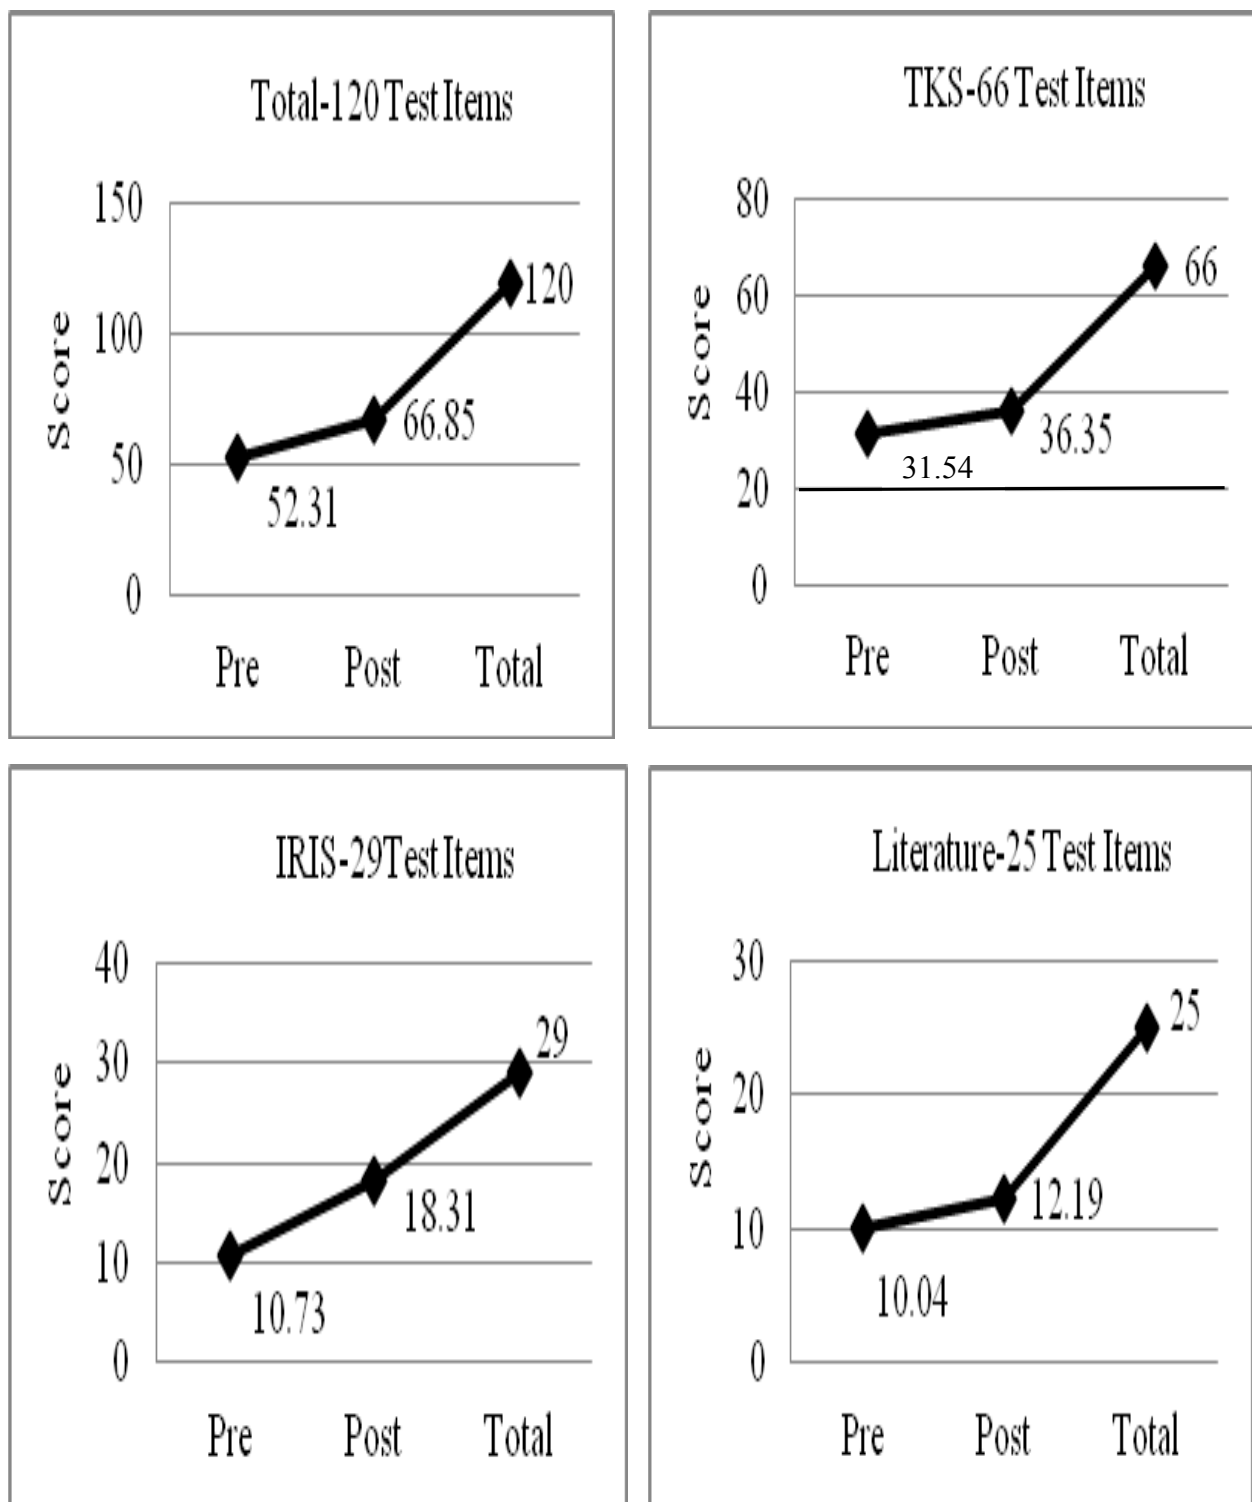 Total-120 Test Items
150
100
50
0
Score
120
66.85
52.31
Pre Post Total
TKS-66 Test Items
80
60
40
20
0
Score
66
36.35
31.54
Pre Post Total
IRIS-29Test Items
40
30
20
10
0
Score
29
18.31
10.73
Pre Post Total
Literature-25 Test Items
30
20
10
0
Score
25
12.19
10.04
Pre Post Total